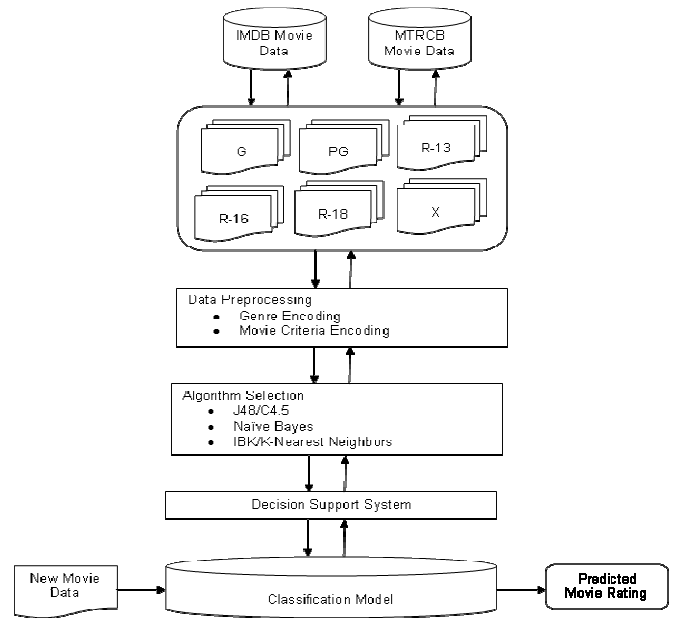 IMDB Movie
Data
MTRCB
Movie Data
G
PG
R-13
R-16
R-18
X
Data Preprocessing
● Genre Encoding
● Movie Criteria Encoding
Algorithm Selection
● J48/C4.5
● Naïve Bayes
● IBK/K-Nearest Neighbors
Decision Support System
New Movie
Data
Classification Model
Predicted
Movie Rating